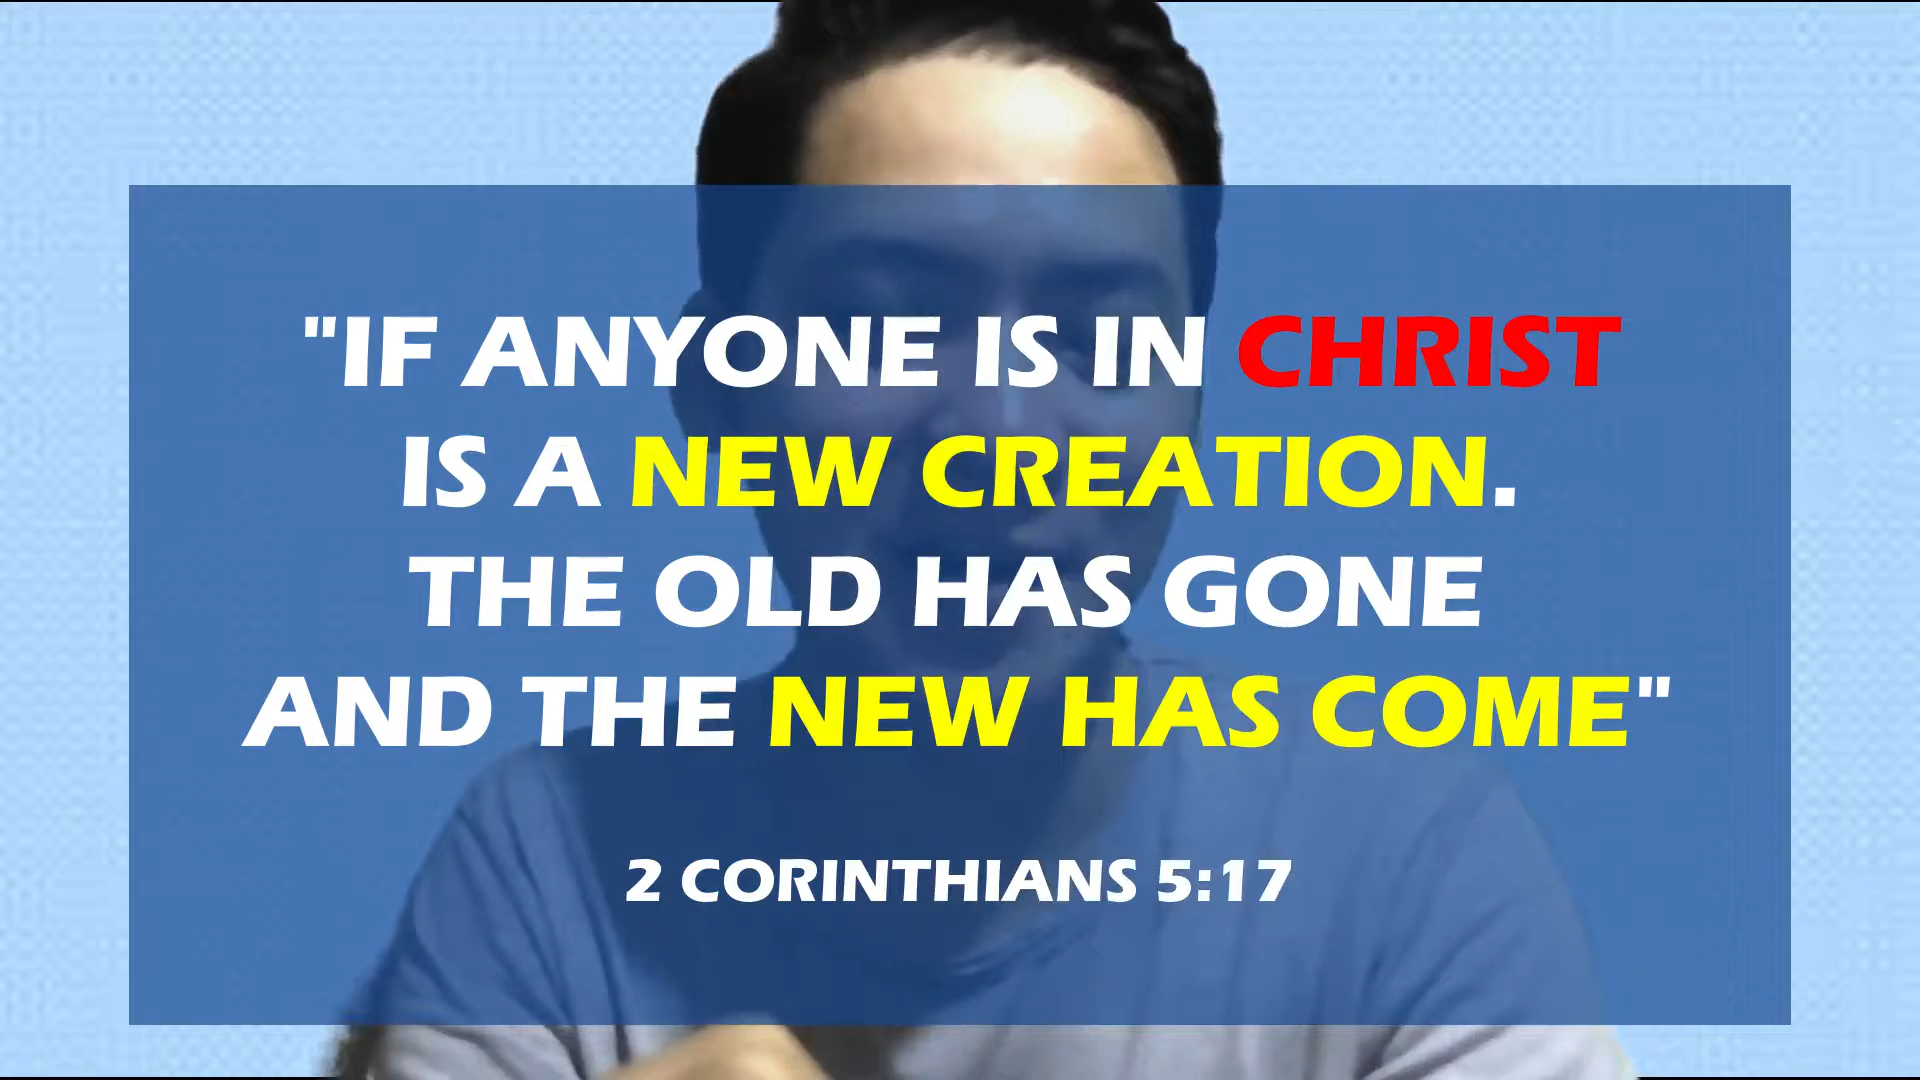 "IF ANYONE IS IN CHRIST
IS A NEW CREATION.
THE OLD HAS GONE
AND THE NEW HAS COME"
2 CORINTHIANS 5:17